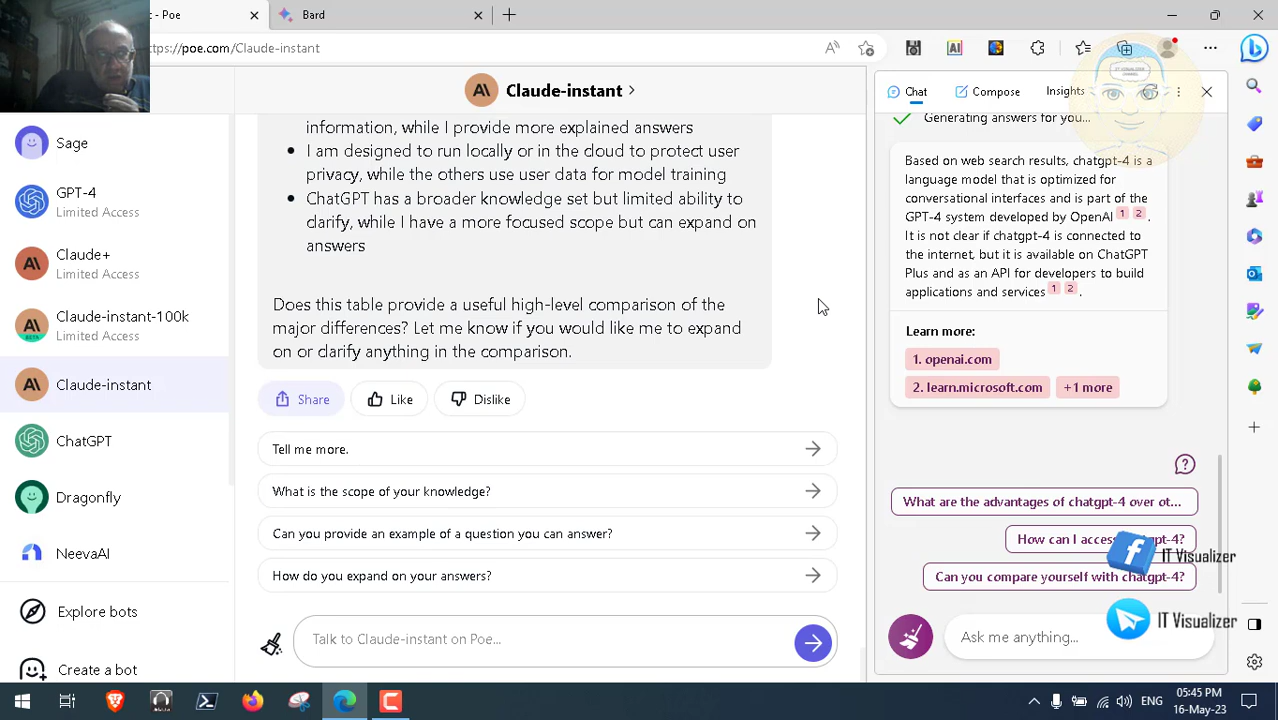 - Poe
Bard
ttps://poe.com/Claude-instant
Sage
GPT-4
Limited Access
Claude+
Limited Access
Claude-instant-100k
BETA
Limited Access
Claude-instant
ChatGPT
Dragonfly
NeevaAI
Explore bots
Create a bot
Claude-instant
information, while I provide more explained answers
• I am designed to run locally or in the cloud to protect user
privacy, while the others use user data for model training
• ChatGPT has a broader knowledge set but limited ability to
clarify, while I have a more focused scope but can expand on
answers
Does this table provide a useful high-level comparison of the
major differences? Let me know if you would like me to expand
on or clarify anything in the comparison.
Share
Like
Dislike
Tell me more.
What is the scope of your knowledge?
Can you provide an example of a question you can answer?
How do you expand on your answers?
Talk to Claude-instant on Poe...
Chat
Compose
Insights
IT VISUALIZER
CHANNEL
Generating answers for you...
Based on web search results, chatgpt-4 is a
language model that is optimized for
conversational interfaces and is part of the
GPT-4 system developed by OpenAI 1 2 .
It is not clear if chatgpt-4 is connected to
the internet, but it is available on ChatGPT
Plus and as an API for developers to build
applications and services 1 2 .
Learn more:
1. openai.com
2. learn.microsoft.com
+1 more
What are the advantages of chatgpt-4 over ot...
How can I access pt-4?
Can you compare yourself with chatgpt-4?
IT Visualizer
IT Visualizer
Ask me anything...
ENG
05:45 PM
16-May-23